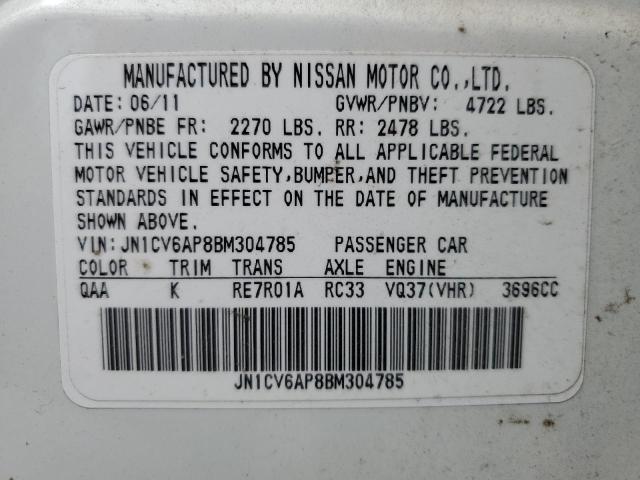 MANUFACTURED BY NISSAN MOTOR CO.,LTD.
DATE: 06/11 GVWR/PNBV: 4722 LBS.
GAWR/PNBE FR: 2270 LBS. RR: 2478 LBS.
THIS VEHICLE CONFORMS TO ALL APPLICABLE FEDERAL
MOTOR VEHICLE SAFETY,BUMPER,AND THEFT PREVENTION
STANDARDS IN EFFECT ON THE DATE OF MANUFACTURE
SHOWN ABOVE.
VIN:JN1CV6AP8BM304785 PASSENGER CAR
COLOR TRIM TRANS AXLE ENGINE
QAA K RE7R01A RC33 VQ37(VHR) 3696CC
JN1CV6AP8BM304785